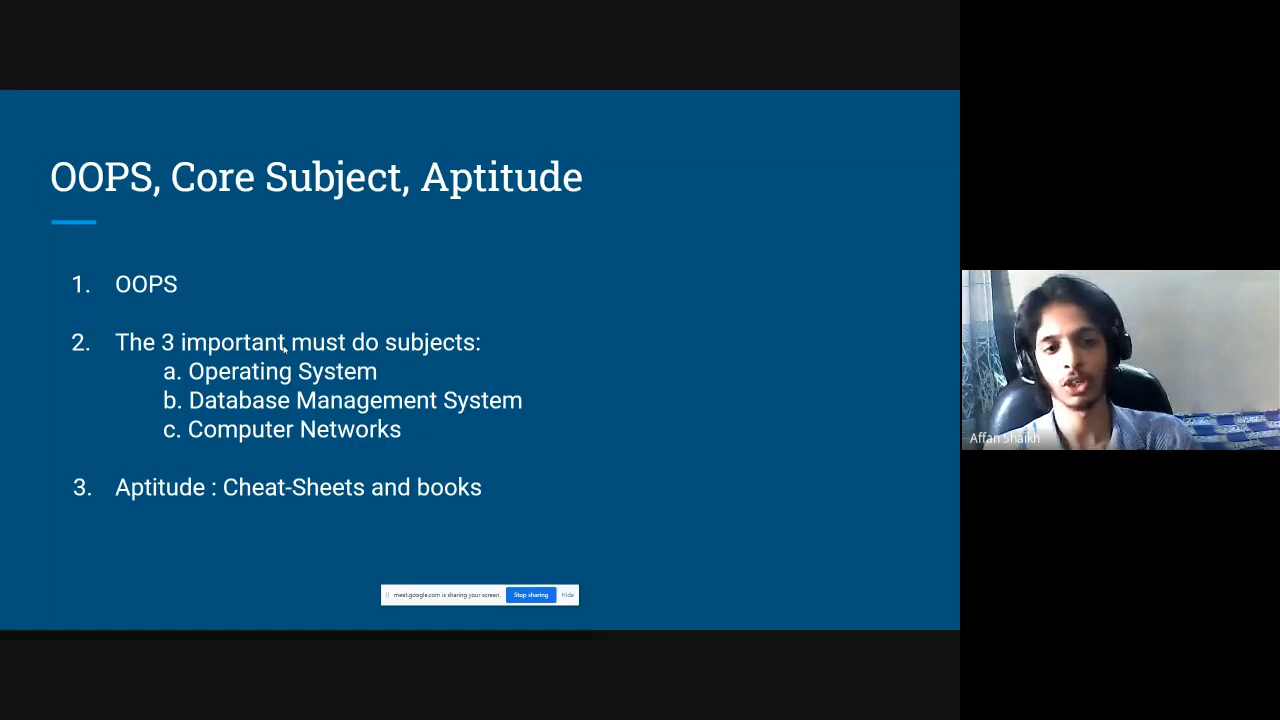 OOPS, Core Subject, Aptitude
1. OOPS
2. The 3 important must do subjects:
a. Operating System
b. Database Management System
c. Computer Networks
3. Aptitude : Cheat-Sheets and books
meet.google.com is sharing your screen. Stop sharing Hide
Affan Shaikh